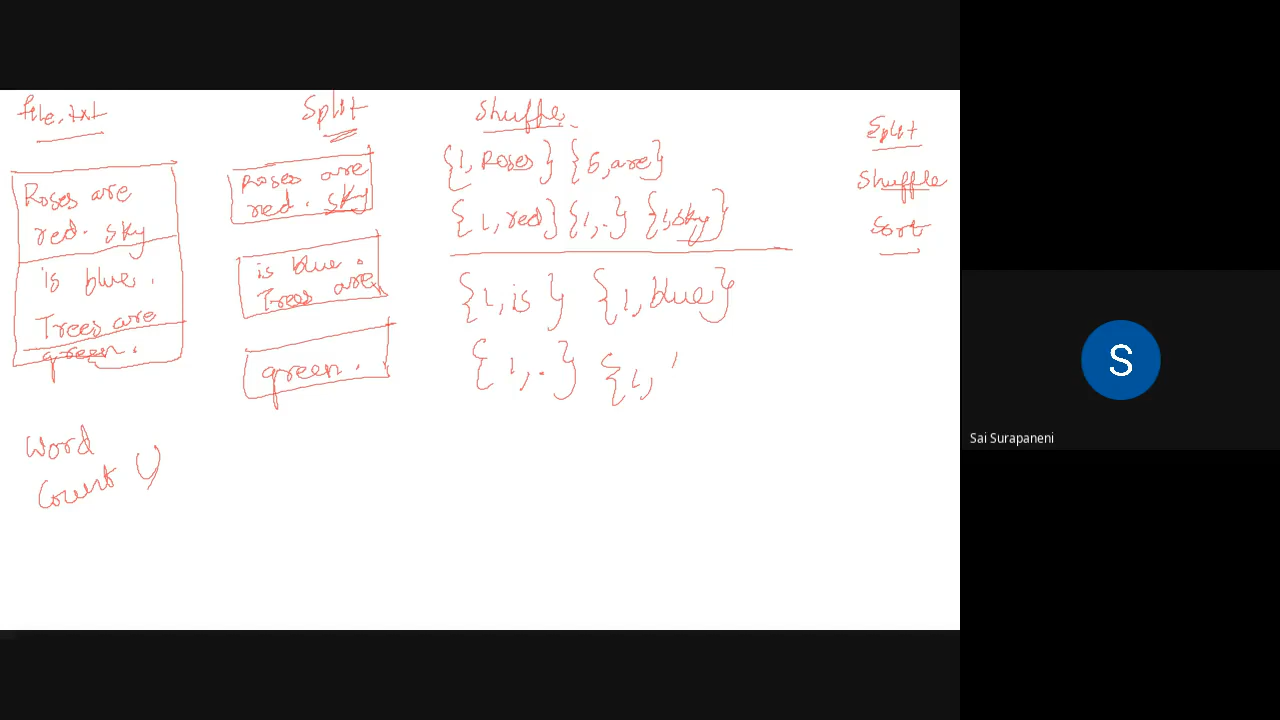 file.txt
Roses are
red. sky
is blue.
Trees are
green.
Word
Count ()
Split
Roses are
red. sky
is blue.
Trees are
green.
Shuffle
{1, Roses} {5, are}
{1, red} {1, .} {1, sky}
{1, is} {1, blue}
{1, .} {1, '
Split
Shuffle
Sort
S
Sai Surapaneni